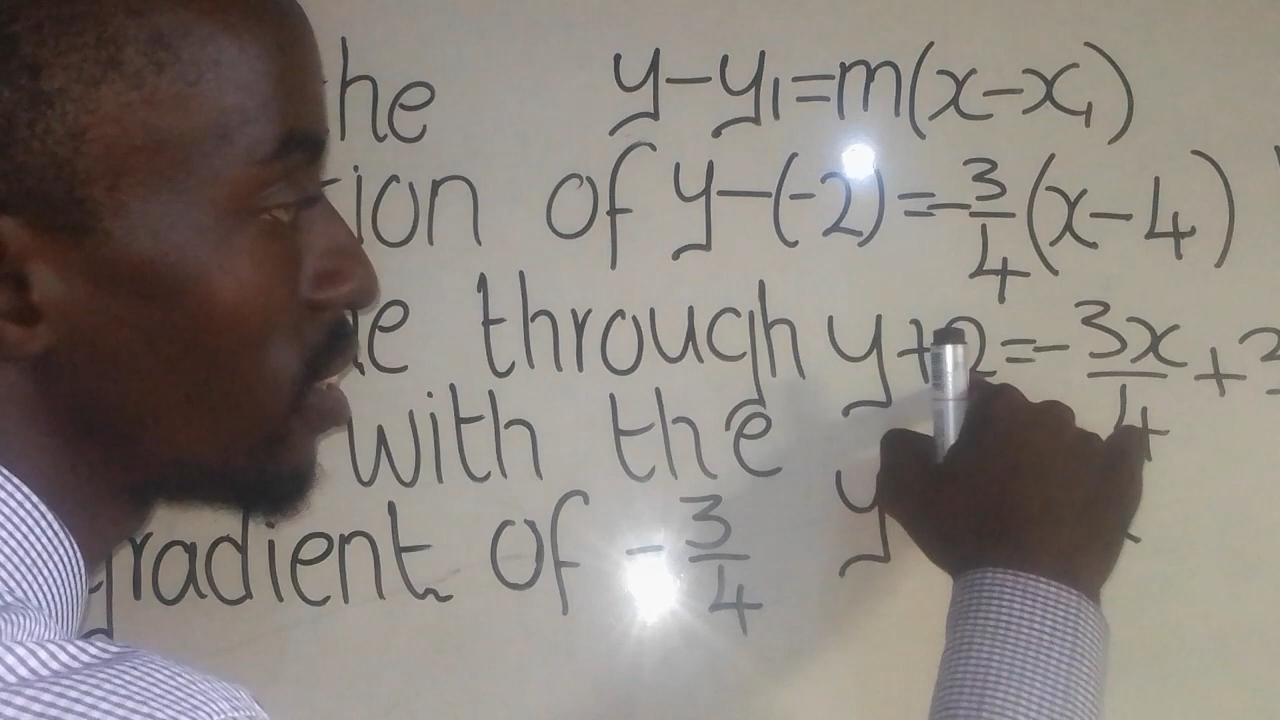 he y-y₁=m(x-x₁)
ion of y-(-2)=-3/4(x-4)
e through y+2=-3x/4+3
with the y
gradient of -3/4